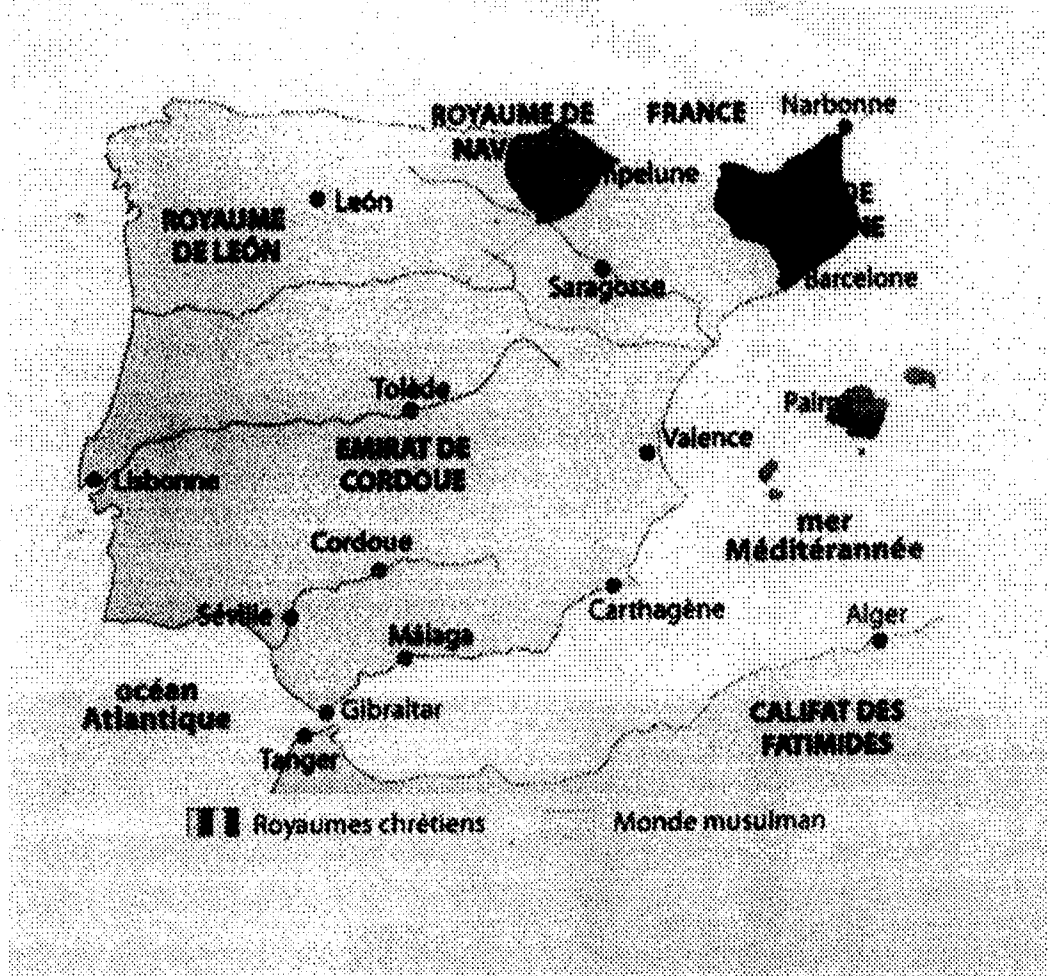 ROYAUME DE
FRANCE
Narbonne
León
ROYAUME
DE LEÓN
Saragosse
Barcelone
Tolède
Valence
EMIRAT DE
CORDOUE
Lisbonne
mer
Méditérannée
Cordoue
Carthagène
Alger
Séville
Málaga
océan
Atlantique
Gibraltar
CALIFAT DES
FATIMIDES
Tanger
Royaumes chrétiens
Monde musulman